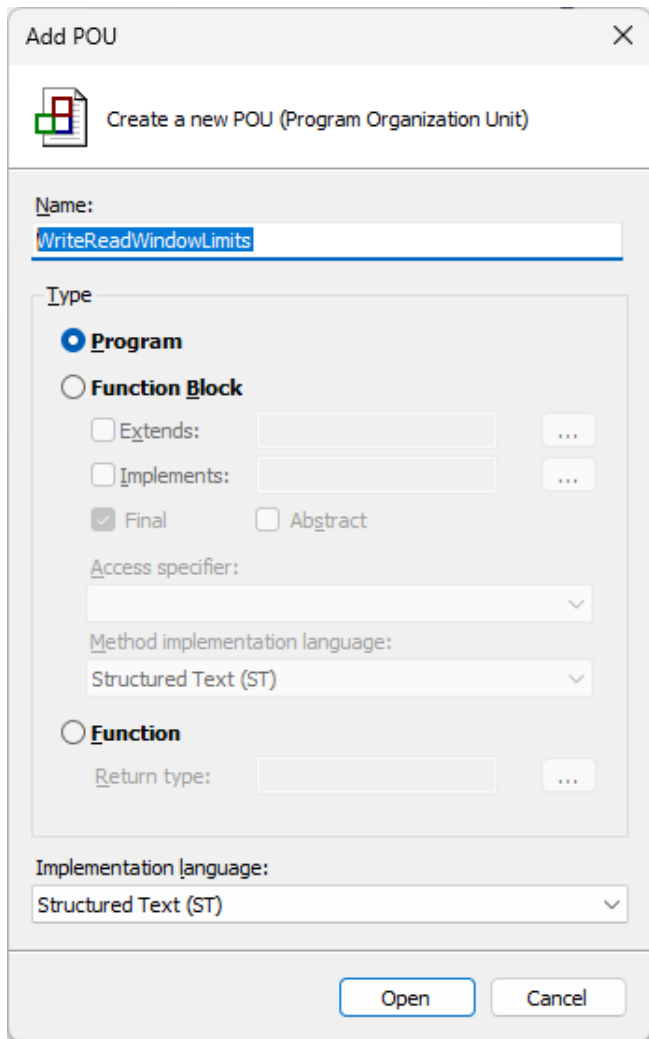 Add POU
Create a new POU (Program Organization Unit)
Name:
WriteReadWindowLimits
Type
Program
Function Block
Extends:
...
Implements:
...
Final Abstract
Access specifier:
Method implementation language:
Structured Text (ST)
Function
Return type:
...
Implementation language:
Structured Text (ST)
Open Cancel